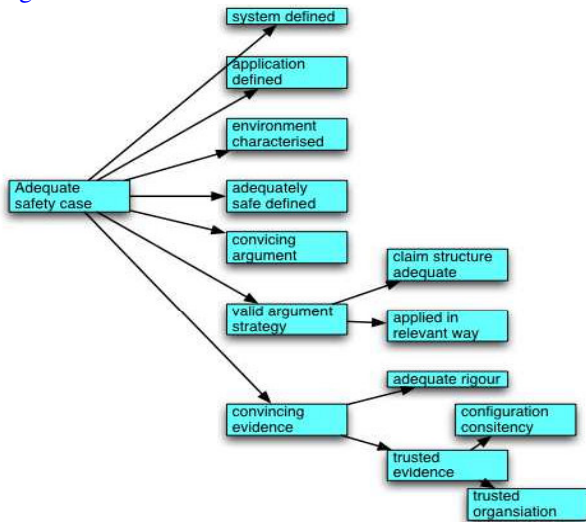 system defined
application
defined
environment
characterised
Adequate
safety case
adequately
safe defined
convicing
argument
claim structure
adequate
valid argument
strategy
applied in
relevant way
adequate rigour
convincing
evidence
configuration
consitency
trusted
evidence
trusted
organsiation